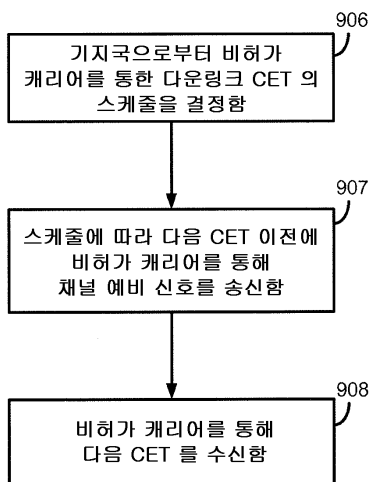 906
기지국으로부터 비허가
캐리어를 통한 다운링크 CET 의
스케줄을 결정함
907
스케줄에 따라 다음 CET 이전에
비허가 캐리어를 통해
채널 예비 신호를 송신함
908
비허가 캐리어를 통해
다음 CET 를 수신함